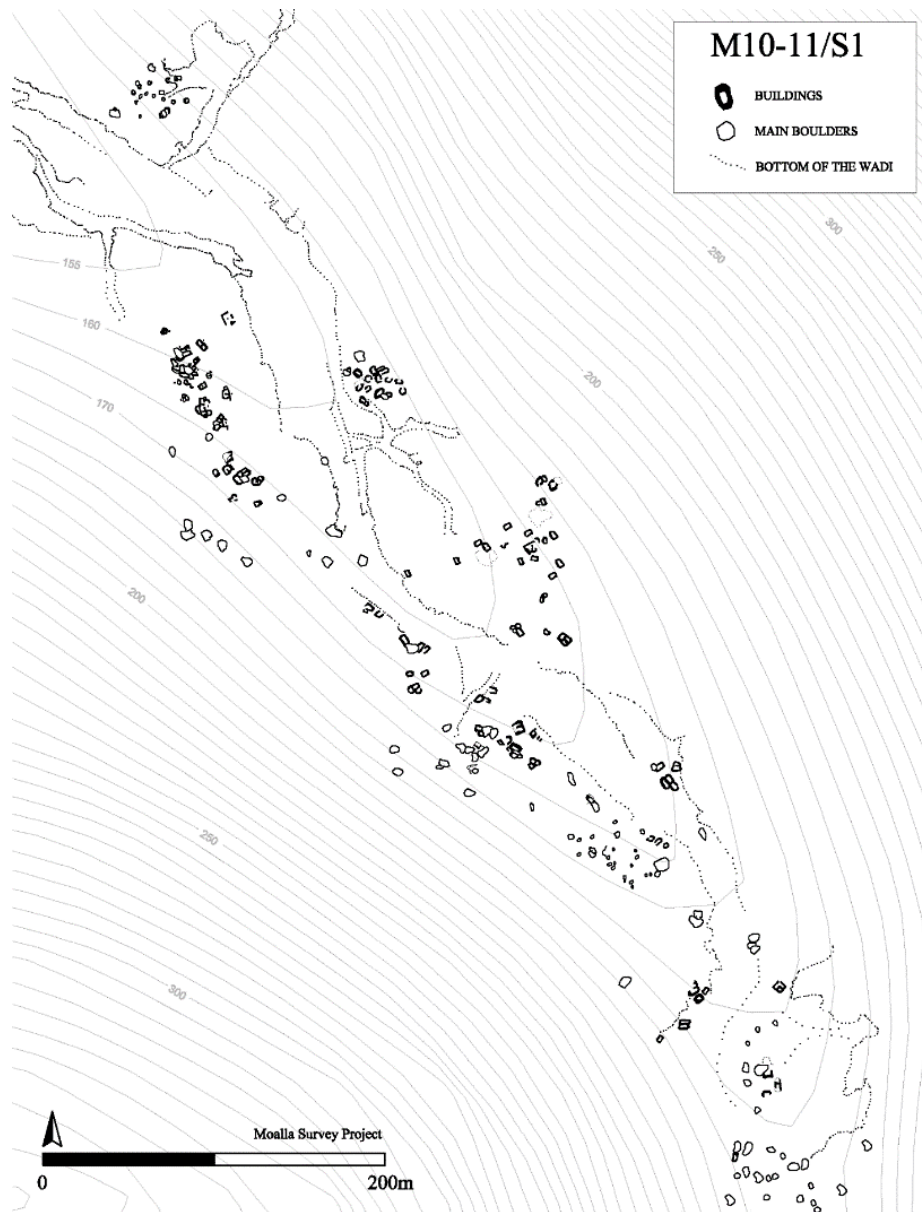 M10-11/S1
BUILDINGS
MAIN BOULDERS
BOTTOM OF THE WADI
300
250
155
160
200
170
200
250
300
Moalla Survey Project
0 200m